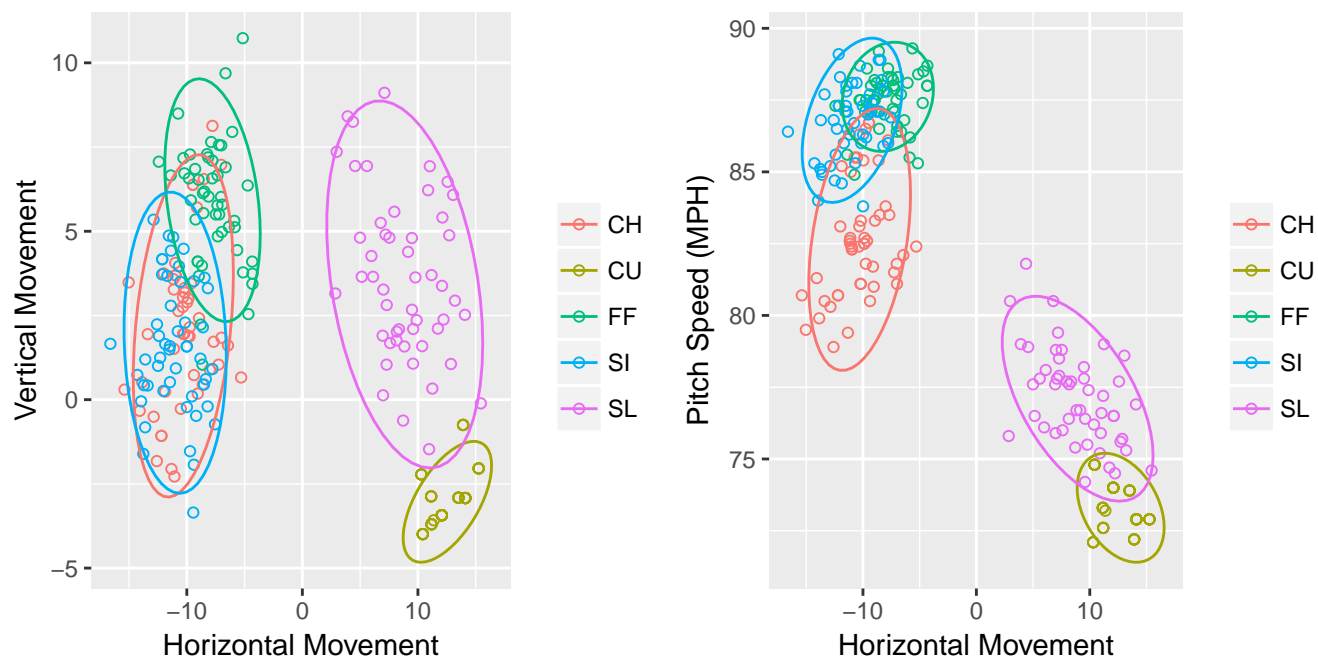 10
5
0
−5
−10
0
10
Vertical Movement
Horizontal Movement
CH
CU
FF
SI
SL
90
85
80
75
−10
0
10
Pitch Speed (MPH)
Horizontal Movement
CH
CU
FF
SI
SL